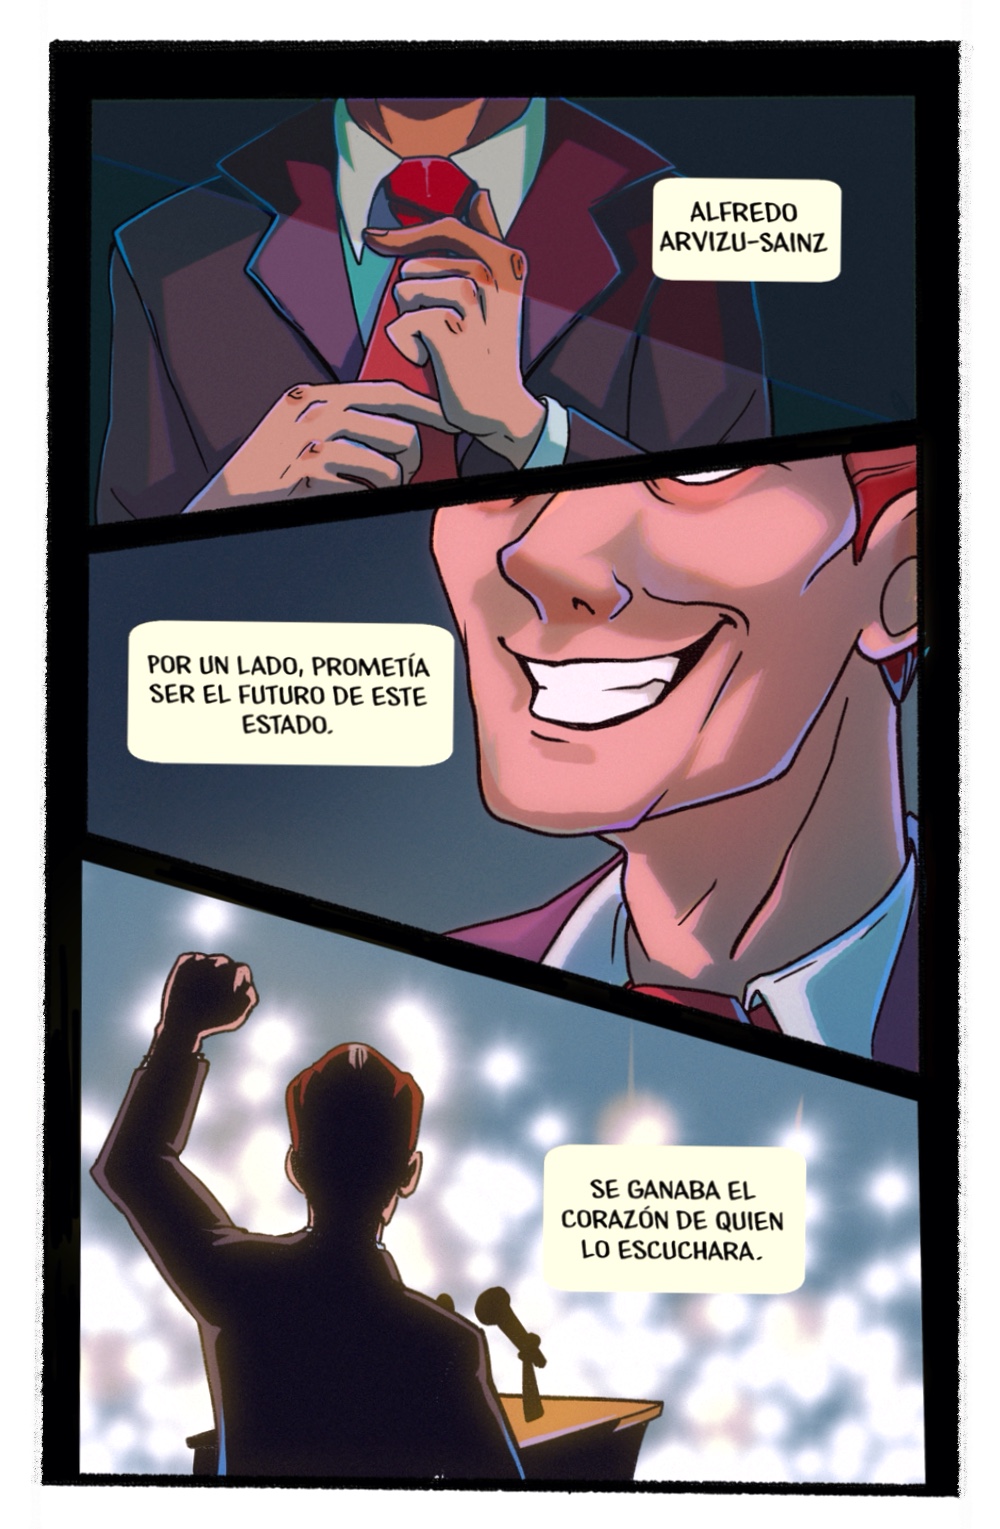 ALFREDO
ARVIZU-SAINZ
POR UN LADO, PROMETÍA
SER EL FUTURO DE ESTE
ESTADO.
SE GANABA EL
CORAZÓN DE QUIEN
LO ESCUCHARA.